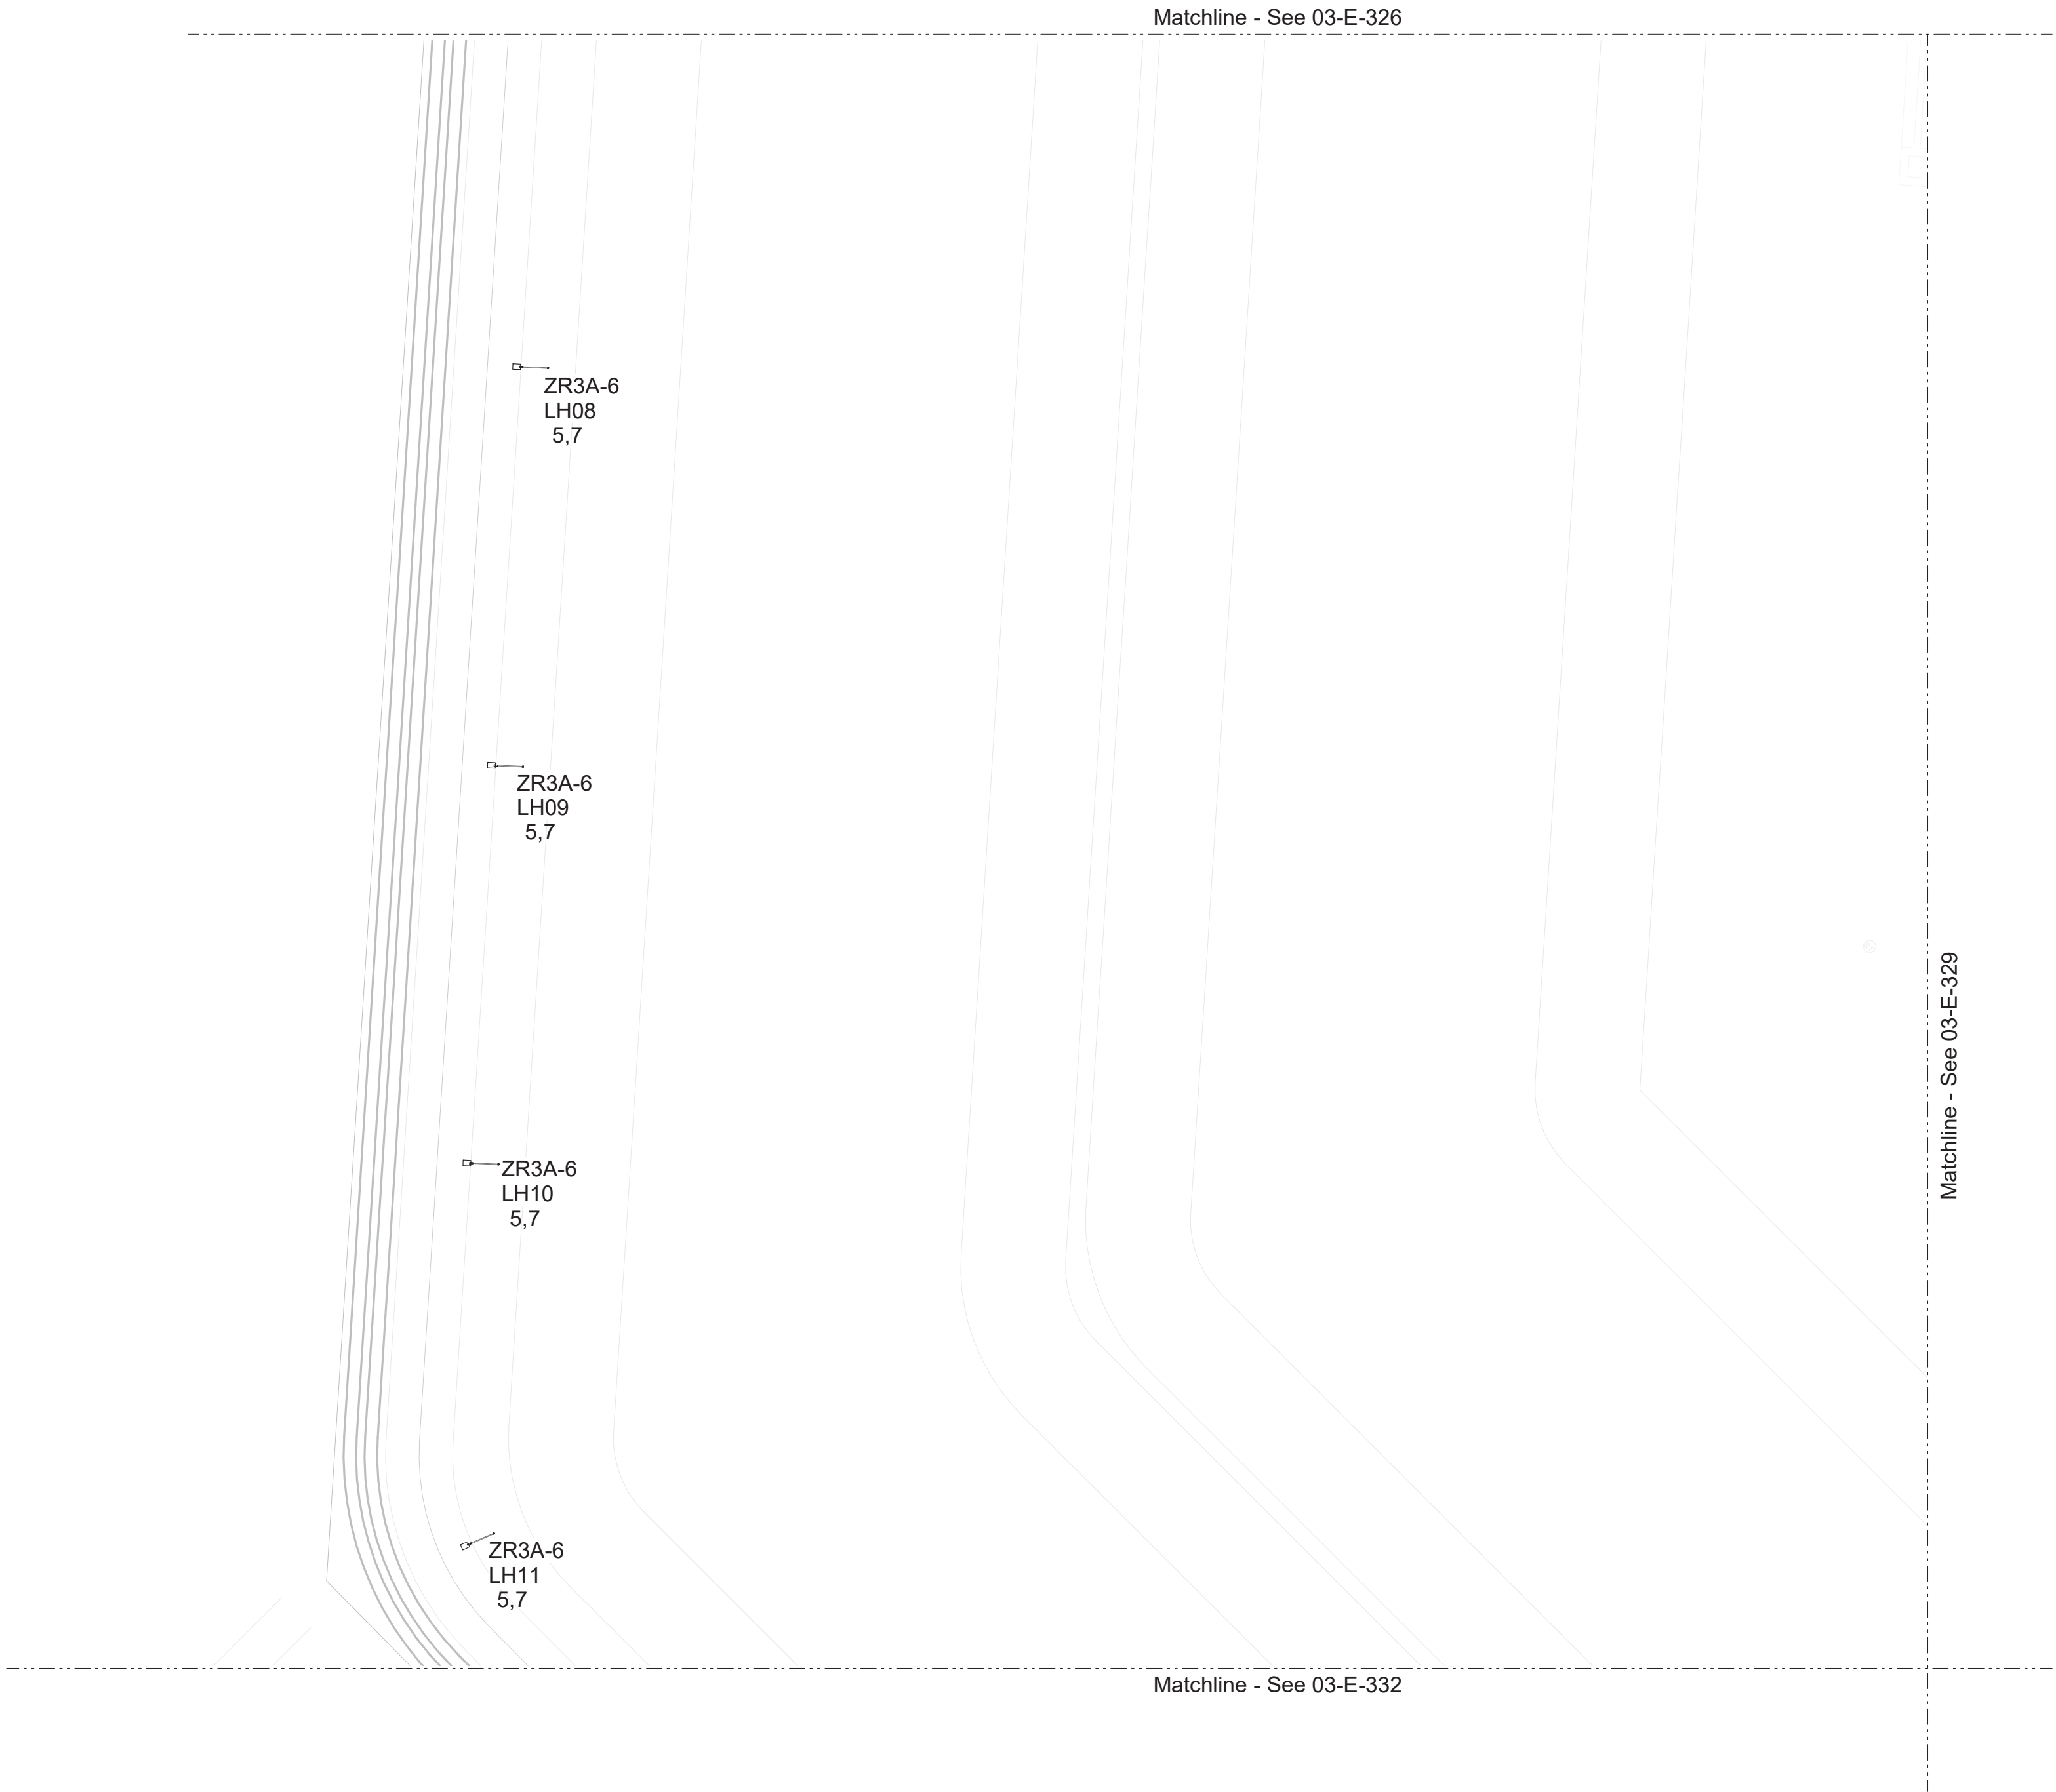 Matchline - See 03-E-326
ZR3A-6
LH08
5,7
ZR3A-6
LH09
5,7
Matchline - See 03-E-329
ZR3A-6
LH10
5,7
ZR3A-6
LH11
5,7
Matchline - See 03-E-332